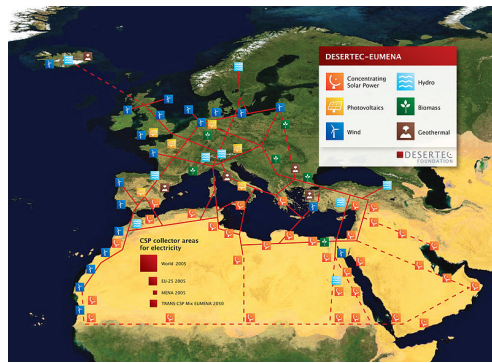 DESERTEC-EUMENA
Concentrating
Solar Power
Hydro
Photovoltaics
Biomass
Wind
Geothermal
DESERTEC
FOUNDATION
CSP collector areas
for electricity
World 2005
EU-25 2005
MENA 2005
TRANS-CSP Mix EUMENA 2050